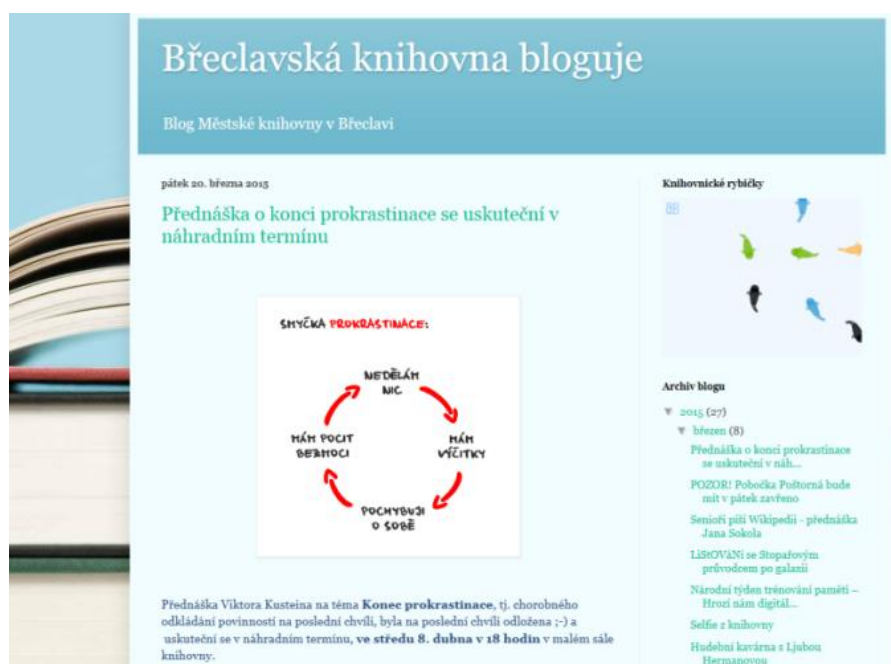 Břeclavská knihovna bloguje
Blog Městské knihovny v Břeclavi
pátek 20. března 2015
Přednáška o konci prokrastinace se uskuteční v
náhradním termínu
SMYČKA PROKRASTINACE:
NEDĚLÁM
NIC
MÁM
VÝČITKY
POCHYBUJI
O SOBĚ
MÁM POCIT
BEZMOCI
Přednáška Viktora Kusteina na téma Konec prokrastinace, tj. chorobného
odkládání povinností na poslední chvíli, byla na poslední chvíli odložena ;-) a
uskuteční se v náhradním termínu, ve středu 8. dubna v 18 hodin v malém sále
knihovny.
Knihovnické rybičky
Archiv blogu
▼ 2015 (27)
▼ březen (8)
Přednáška o konci prokrastinace
se uskuteční v náh...
POZOR! Pobočka Poštorná bude
mít v pátek zavřeno
Senioři píší Wikipedii - přednáška
Jana Sokola
LiStOVáNí se Stopařovým
průvodcem po galaxii
Národní týden trénování paměti –
Hrozí nám digitál...
Selfie z knihovny
Hudební kavárna s Ljubou
Hermanovou